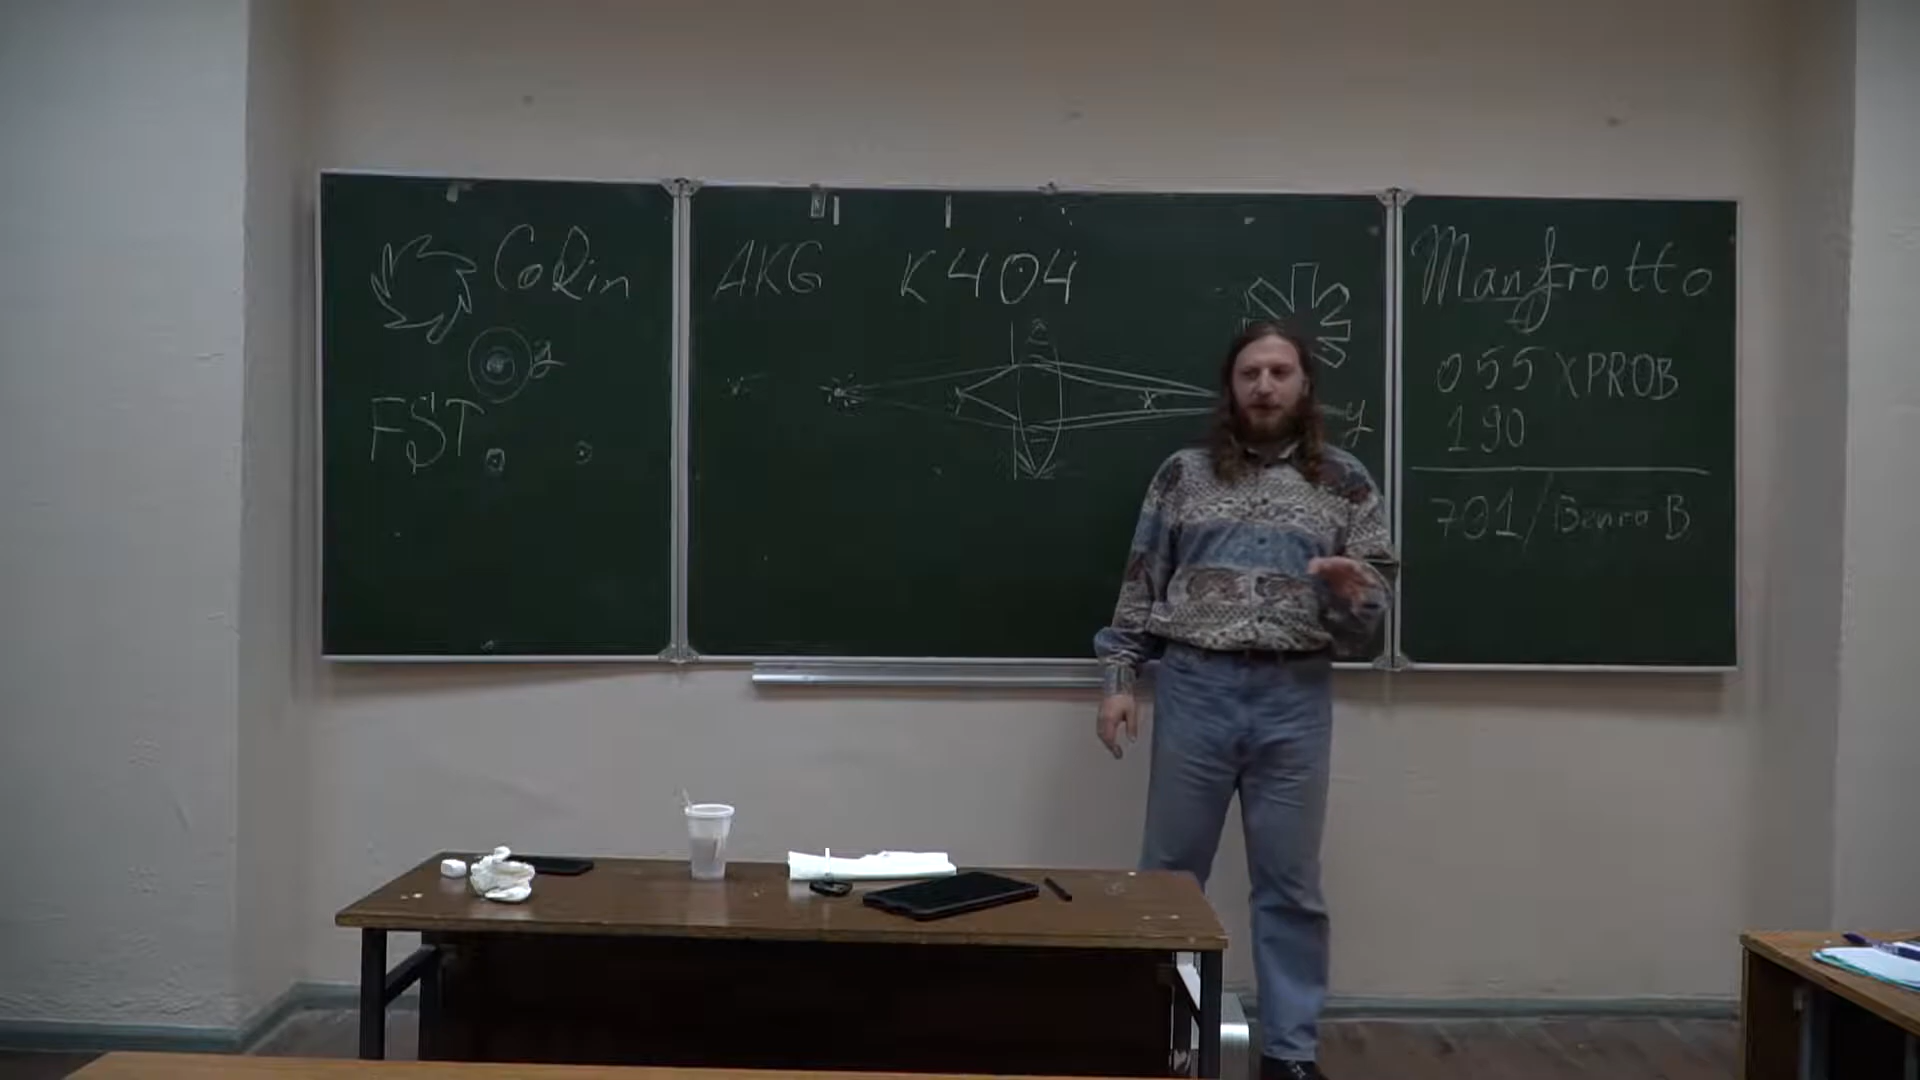 Cokin
FST
AKG K404
y
Manfrotto
055 XPROB
190
701/Benro B